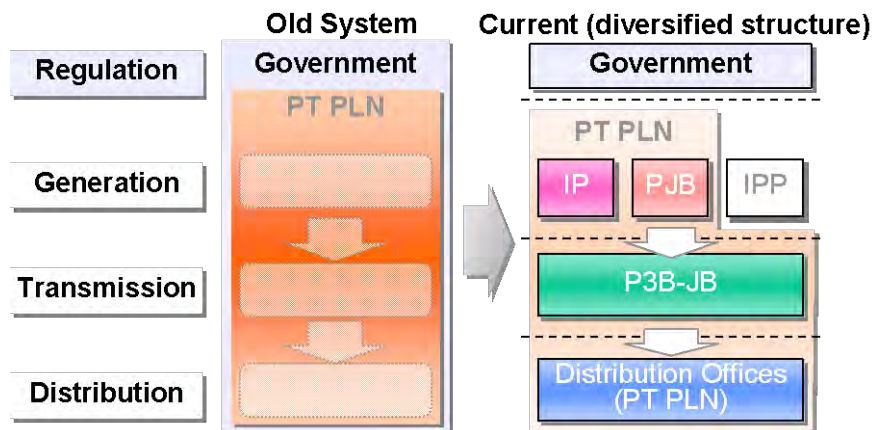 Old System
Current (diversified structure)
Regulation
Government
Government
PT PLN
PT PLN
Generation
IP
PJB
IPP
Transmission
P3B-JB
Distribution
Distribution Offices
(PT PLN)